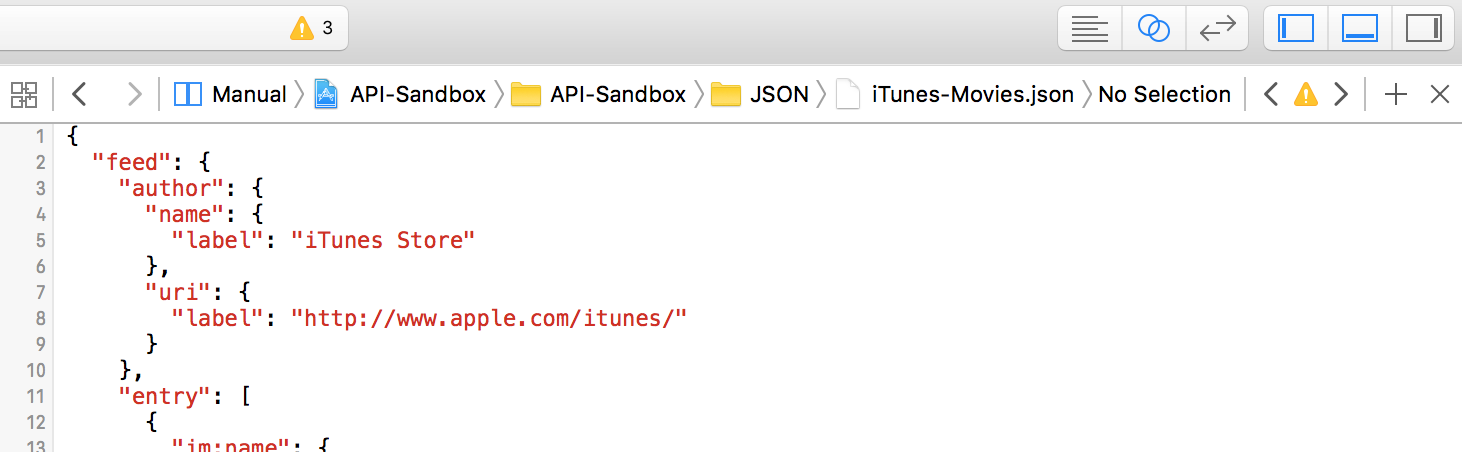 3
Manual API-Sandbox API-Sandbox JSON iTunes-Movies.json No Selection
1 {
2 "feed": {
3 "author": {
4 "name": {
5 "label": "iTunes Store"
6 },
7 "uri": {
8 "label": "http://www.apple.com/itunes/"
9 }
10 },
11 "entry": [
12 {
13 "im:name": {